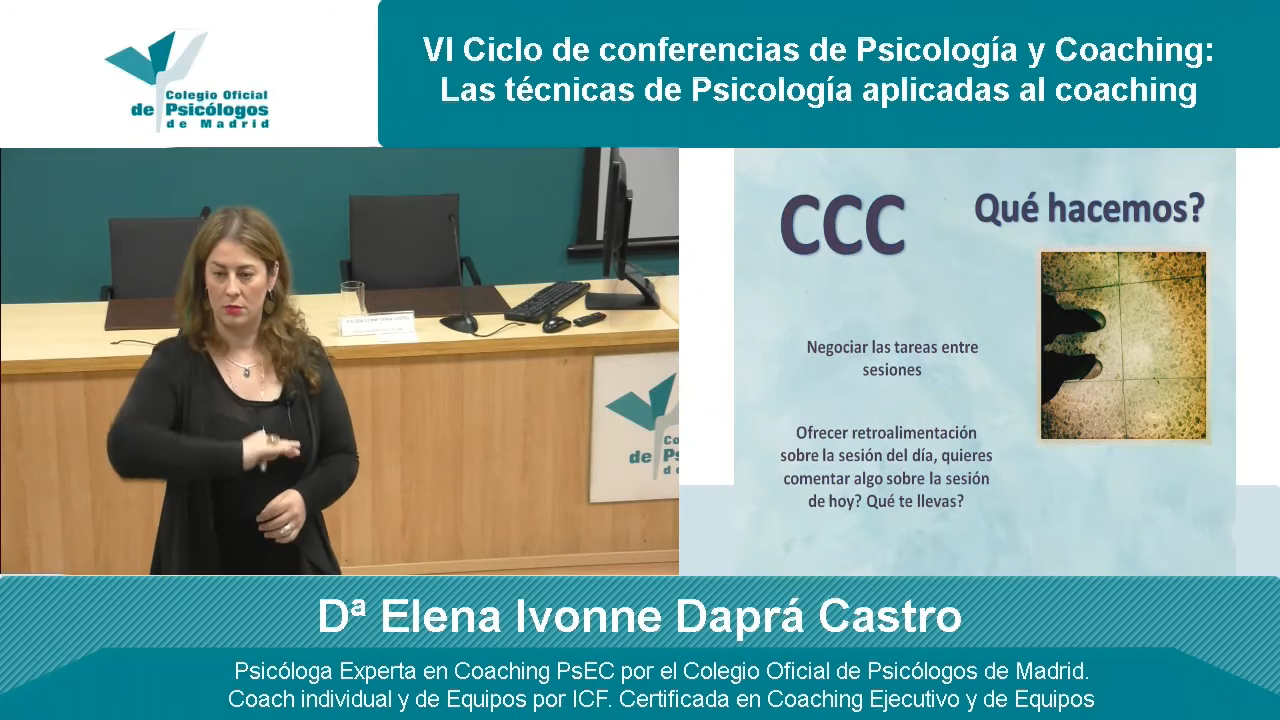 Colegio Oficial
de Psicólogos
de Madrid
VI Ciclo de conferencias de Psicología y Coaching:
Las técnicas de Psicología aplicadas al coaching
CCC
Qué hacemos?
Negociar las tareas entre
sesiones
Ofrecer retroalimentación
sobre la sesión del día, quieres
comentar algo sobre la sesión
de hoy? Qué te llevas?
Co
de Ps
de
Dª Elena Ivonne Daprá Castro
Psicóloga Experta en Coaching PsEC por el Colegio Oficial de Psicólogos de Madrid.
Coach individual y de Equipos por ICF. Certificada en Coaching Ejecutivo y de Equipos